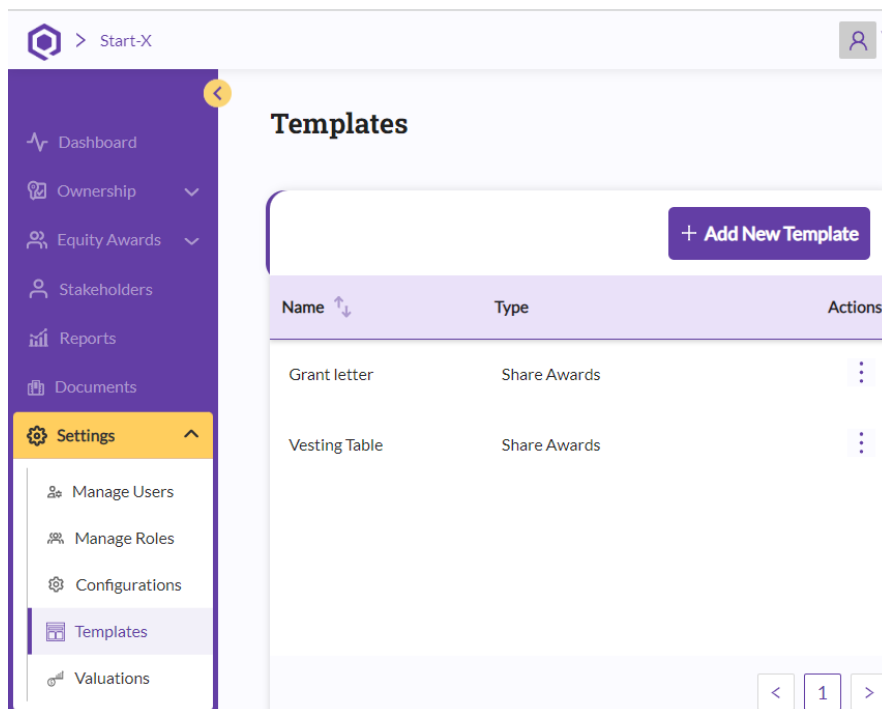 Start-X
Dashboard
Ownership
Equity Awards
Stakeholders
Reports
Documents
Settings
Manage Users
Manage Roles
Configurations
Templates
Valuations
Templates
+ Add New Template
Name Type Actions
Grant letter Share Awards
Vesting Table Share Awards
< 1 >